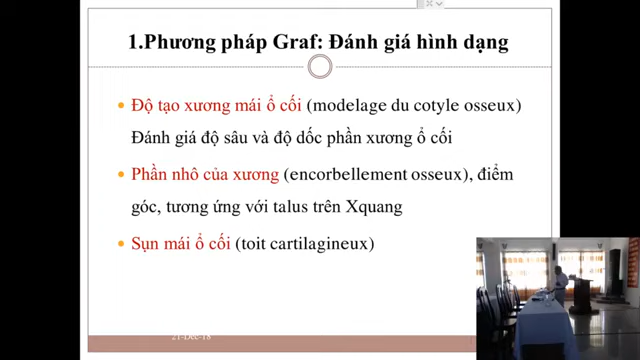 1.Phương pháp Graf: Đánh giá hình dạng
Độ tạo xương mái ổ cối (modelage du cotyle osseux)
Đánh giá độ sâu và độ dốc phần xương ổ cối
Phần nhô của xương (encorbellement osseux), điểm
góc, tương ứng với talus trên Xquang
Sụn mái ổ cối (toit cartilagineux)
21-Dec-18